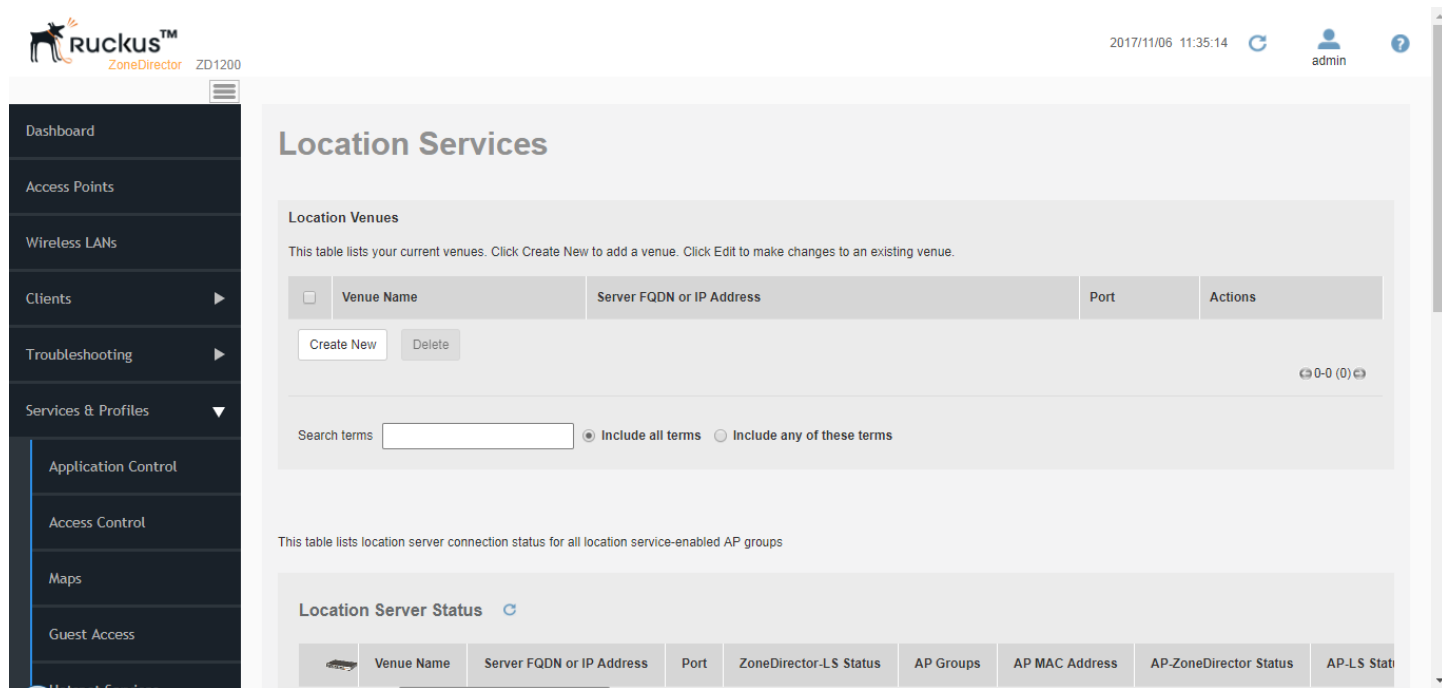 RUCKUS™
ZoneDirector ZD1200
2017/11/06 11:35:14
admin
?
Dashboard
Access Points
Wireless LANs
Clients
Troubleshooting
Services & Profiles
Application Control
Access Control
Maps
Guest Access
Location Services
Location Venues
This table lists your current venues. Click Create New to add a venue. Click Edit to make changes to an existing venue.
Venue Name Server FQDN or IP Address Port Actions
Create New Delete
0-0 (0)
Search terms Include all terms Include any of these terms
This table lists location server connection status for all location service-enabled AP groups
Location Server Status
Venue Name Server FQDN or IP Address Port ZoneDirector-LS Status AP Groups AP MAC Address AP-ZoneDirector Status AP-LS Stat